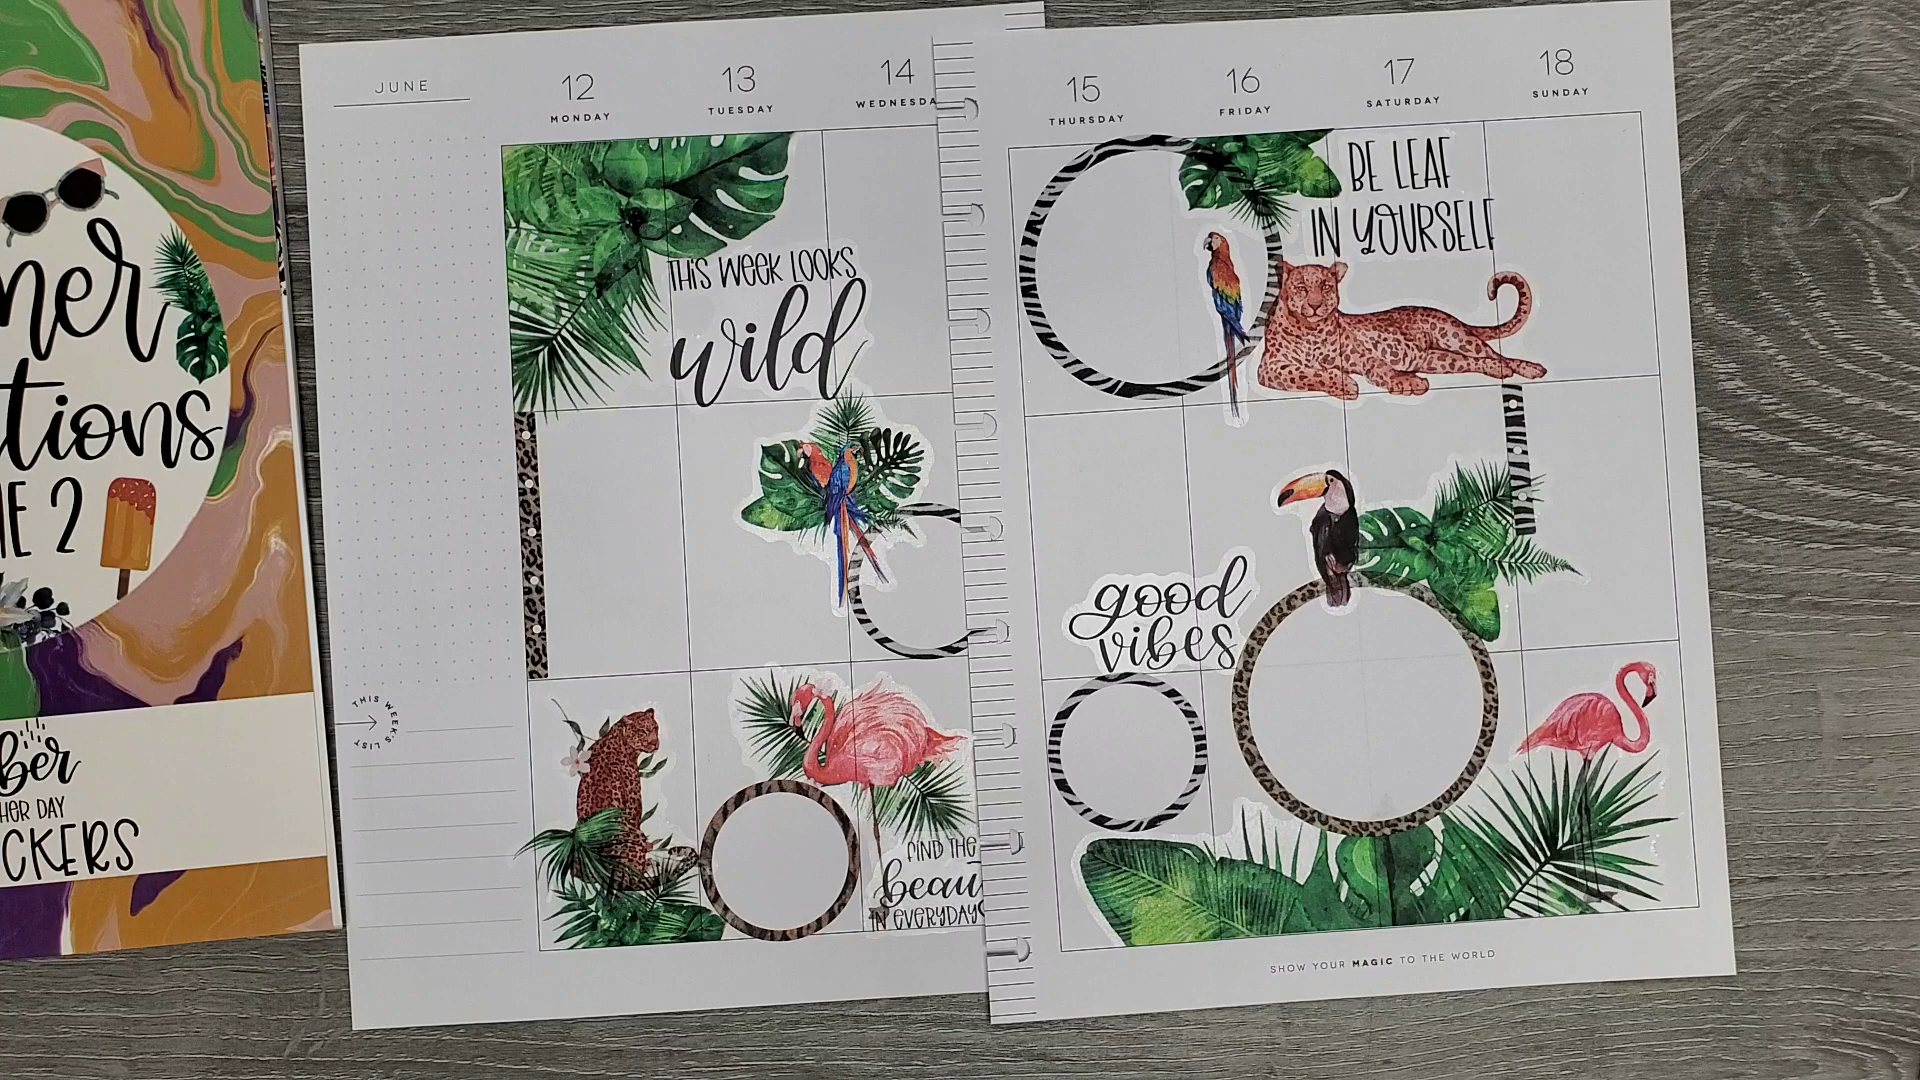 JUNE
12
MONDAY
13
TUESDAY
14
WEDNESDA
15
THURSDAY
16
FRIDAY
17
SATURDAY
18
SUNDAY
THIS WEEK LOOKS
wild
BE LEAF
IN YOURSELF
good
vibes
THIS WEEK'S LIST
FIND THE
beau
IN EVERYDAY
SHOW YOUR MAGIC TO THE WORLD
ner
tions
E 2
ber
HER DAY
CKERS